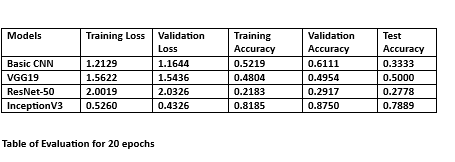 Models Training Loss Validation Loss Training Accuracy Validation Accuracy Test Accuracy
Basic CNN 1.2129 1.1644 0.5219 0.6111 0.3333
VGG19 1.5622 1.5436 0.4804 0.4954 0.5000
ResNet-50 2.0019 2.0326 0.2183 0.2917 0.2778
InceptionV3 0.5260 0.4326 0.8185 0.8750 0.7889
Table of Evaluation for 20 epochs